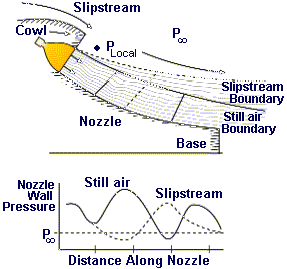 Slipstream
Cowl
P∞
PLocal
Slipstream
Boundary
Still air
Boundary
Nozzle
Base
Nozzle
Wall
Pressure
Still air
Slipstream
P∞
Distance Along Nozzle